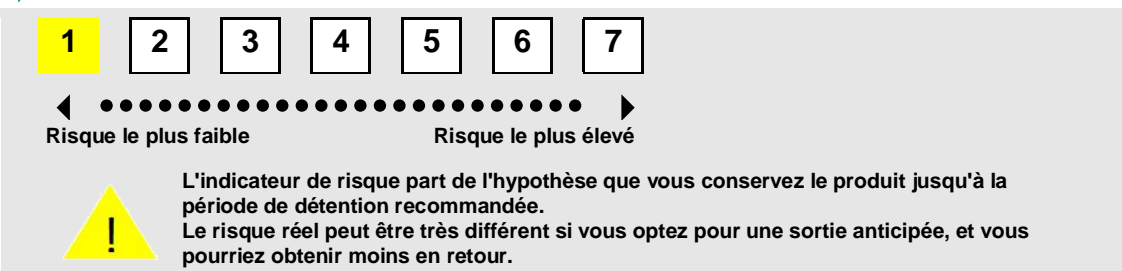 1 2 3 4 5 6 7
Risque le plus faible Risque le plus élevé
L'indicateur de risque part de l'hypothèse que vous conservez le produit jusqu'à la
période de détention recommandée.
Le risque réel peut être très différent si vous optez pour une sortie anticipée, et vous
pourriez obtenir moins en retour.
!